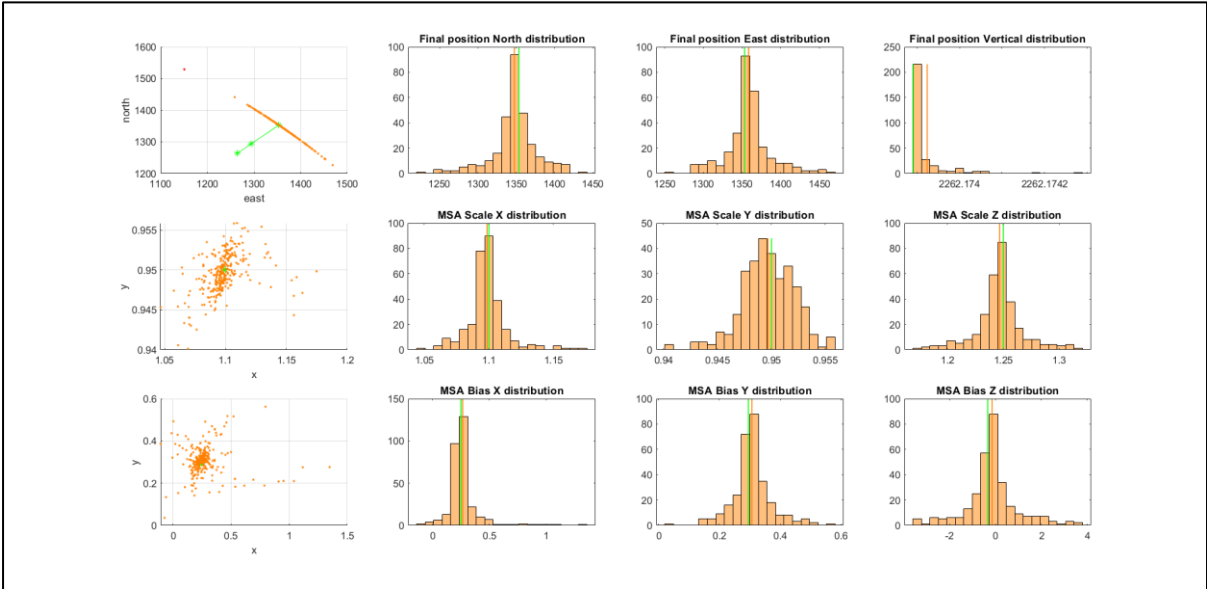 Final position North distribution
Final position East distribution
Final position Vertical distribution
1600
1500
1400
1300
1200
north
1100 1200 1300 1400 1500
east
100
80
60
40
20
0
1250 1300 1350 1400 1450
100
80
60
40
20
0
1250 1300 1350 1400 1450
250
200
150
100
50
0
2262.174 2262.1742
MSA Scale X distribution
MSA Scale Y distribution
MSA Scale Z distribution
0.955
0.95
0.945
0.94
y
1.05 1.1 1.15 1.2
x
100
80
60
40
20
0
1.05 1.1 1.15
50
40
30
20
10
0
0.94 0.945 0.95 0.955
100
80
60
40
20
0
1.2 1.25 1.3
MSA Bias X distribution
MSA Bias Y distribution
MSA Bias Z distribution
0.6
0.4
0.2
0
y
0 0.5 1 1.5
x
150
100
50
0
0 0.5 1
100
80
60
40
20
0
0 0.2 0.4 0.6
100
80
60
40
20
0
-2 0 2 4